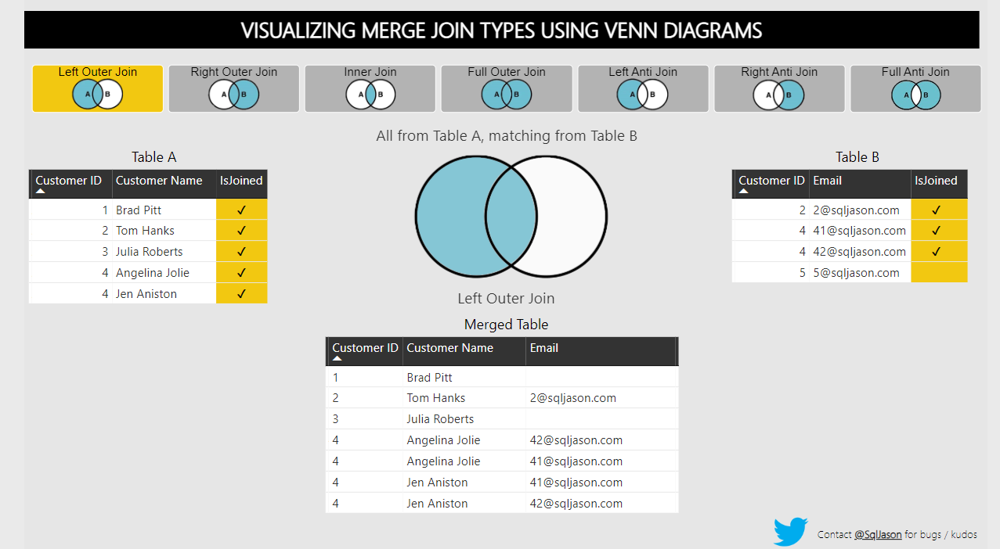 VISUALIZING MERGE JOIN TYPES USING VENN DIAGRAMS
Left Outer Join Right Outer Join Inner Join Full Outer Join Left Anti Join Right Anti Join Full Anti Join
A B A B A B A B A B A B A B
All from Table A, matching from Table B
Table A
Customer ID Customer Name IsJoined
1 Brad Pitt ✓
2 Tom Hanks ✓
3 Julia Roberts ✓
4 Angelina Jolie ✓
4 Jen Aniston ✓
Table B
Customer ID Email IsJoined
2 2@sqljason.com ✓
4 41@sqljason.com ✓
4 42@sqljason.com ✓
5 5@sqljason.com
Left Outer Join
Merged Table
Customer ID Customer Name Email
1 Brad Pitt
2 Tom Hanks 2@sqljason.com
3 Julia Roberts
4 Angelina Jolie 42@sqljason.com
4 Angelina Jolie 41@sqljason.com
4 Jen Aniston 41@sqljason.com
4 Jen Aniston 42@sqljason.com
Contact @SqlJason for bugs / kudos